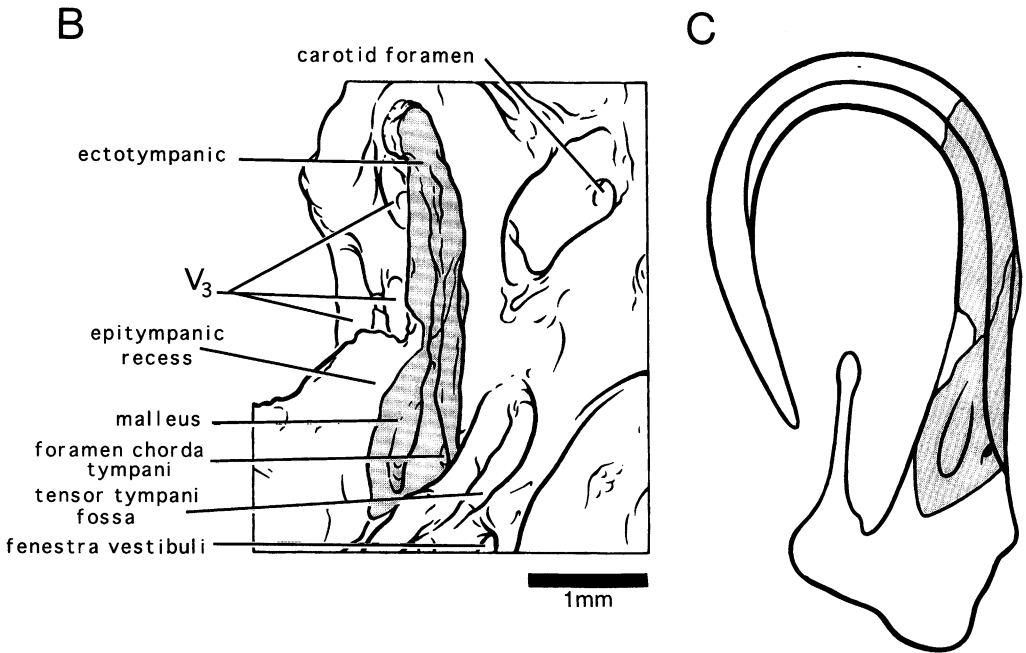 B
C
carotid foramen
ectotympanic
V3
epitympanic
recess
malleus
foramen chorda
tympani
tensor tympani
fossa
fenestra vestibuli
1mm